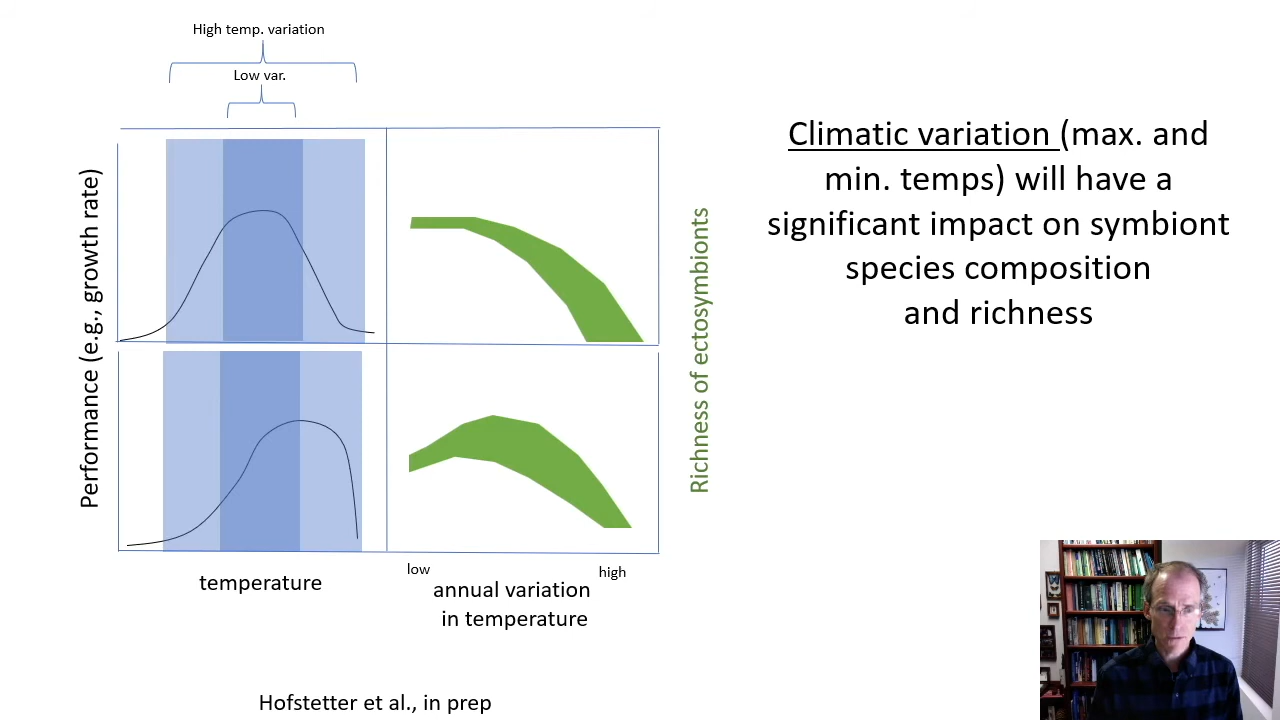 High temp. variation
Low var.
Performance (e.g., growth rate)
Richness of ectosymbionts
temperature
low
high
annual variation
in temperature
Hofstetter et al., in prep
Climatic variation (max. and
min. temps) will have a
significant impact on symbiont
species composition
and richness